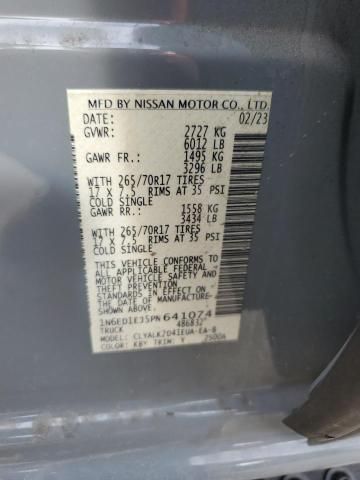 MFD BY NISSAN MOTOR CO., LTD
DATE: 02/23
GVWR: 2727 KG
6012 LB
GAWR FR.: 1495 KG
3296 LB
WITH 265/70R17 TIRES
17 X 7.5 RIMS AT 35 PSI
COLD SINGLE
GAWR RR.: 1558 KG
3434 LB
WITH 265/70R17 TIRES
17 X 7.5 RIMS AT 35 PSI
COLD SINGLE
THIS VEHICLE CONFORMS TO
ALL APPLICABLE FEDERAL
MOTOR VEHICLE SAFETY
STANDARDS IN EFFECT ON
THE DATE OF MANUFACTURE
SHOWN ABOVE.
1N6ED1EJ5PN641074
TRUCK 486832
MODEL: CLYALK7D41EUA-EA-B
COLOR: KBY TRIM: Y 2500A